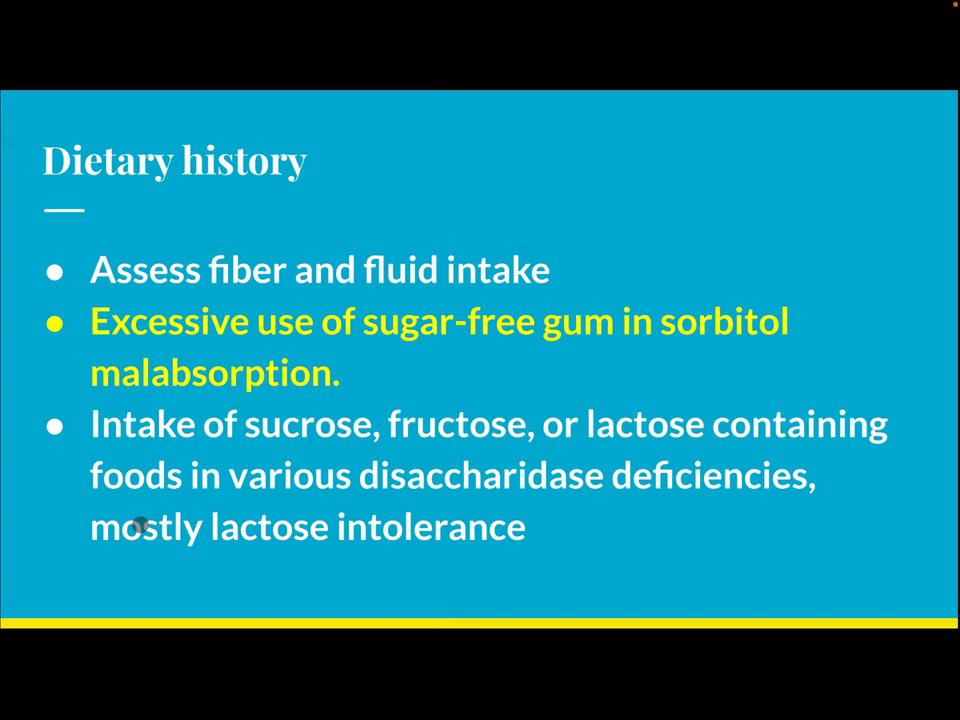 Dietary history
● Assess fiber and fluid intake
● Excessive use of sugar-free gum in sorbitol
malabsorption.
● Intake of sucrose, fructose, or lactose containing
foods in various disaccharidase deficiencies,
mostly lactose intolerance